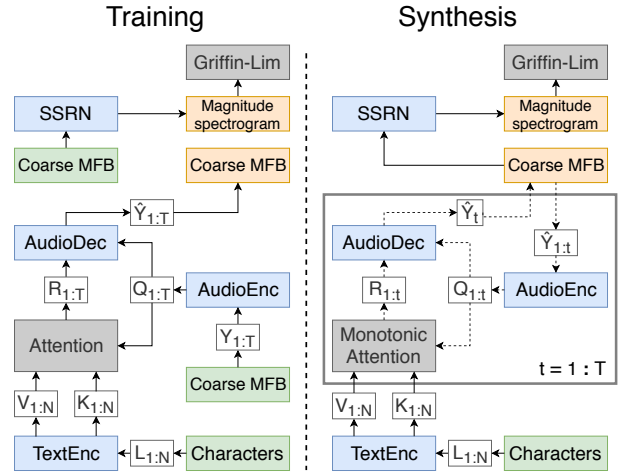 Training
Griffin-Lim
SSRN
Magnitude
spectrogram
Coarse MFB
Coarse MFB
Ŷ1:T
AudioDec
R1:T
Q1:T
AudioEnc
Attention
Y1:T
Coarse MFB
V1:N
K1:N
TextEnc
L1:N
Characters
Synthesis
Griffin-Lim
SSRN
Magnitude
spectrogram
Coarse MFB
Ŷt
AudioDec
Ŷ1:t
R1:t
Q1:t
AudioEnc
Monotonic
Attention
t = 1 : T
V1:N
K1:N
TextEnc
L1:N
Characters